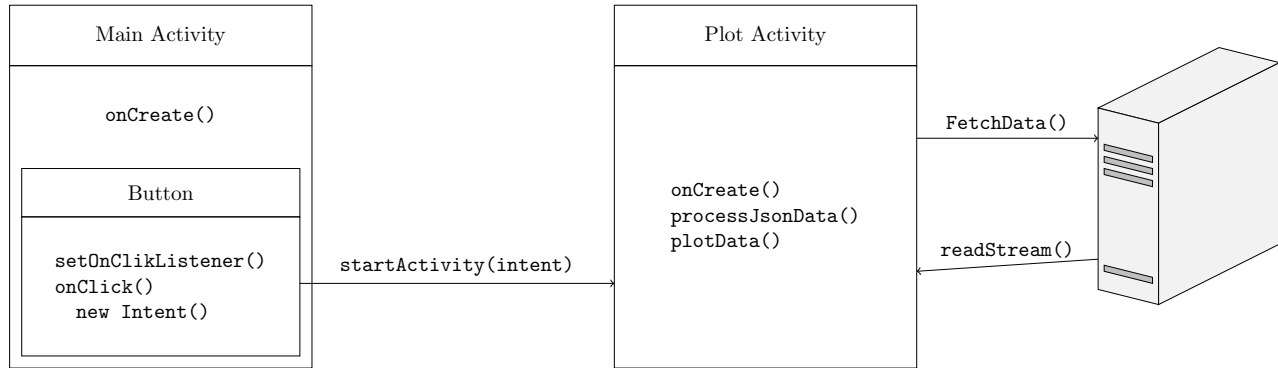 Main Activity
onCreate()
Button
setOnClikListener()
onClick()
new Intent()
startActivity(intent)
Plot Activity
onCreate()
processJsonData()
plotData()
FetchData()
readStream()